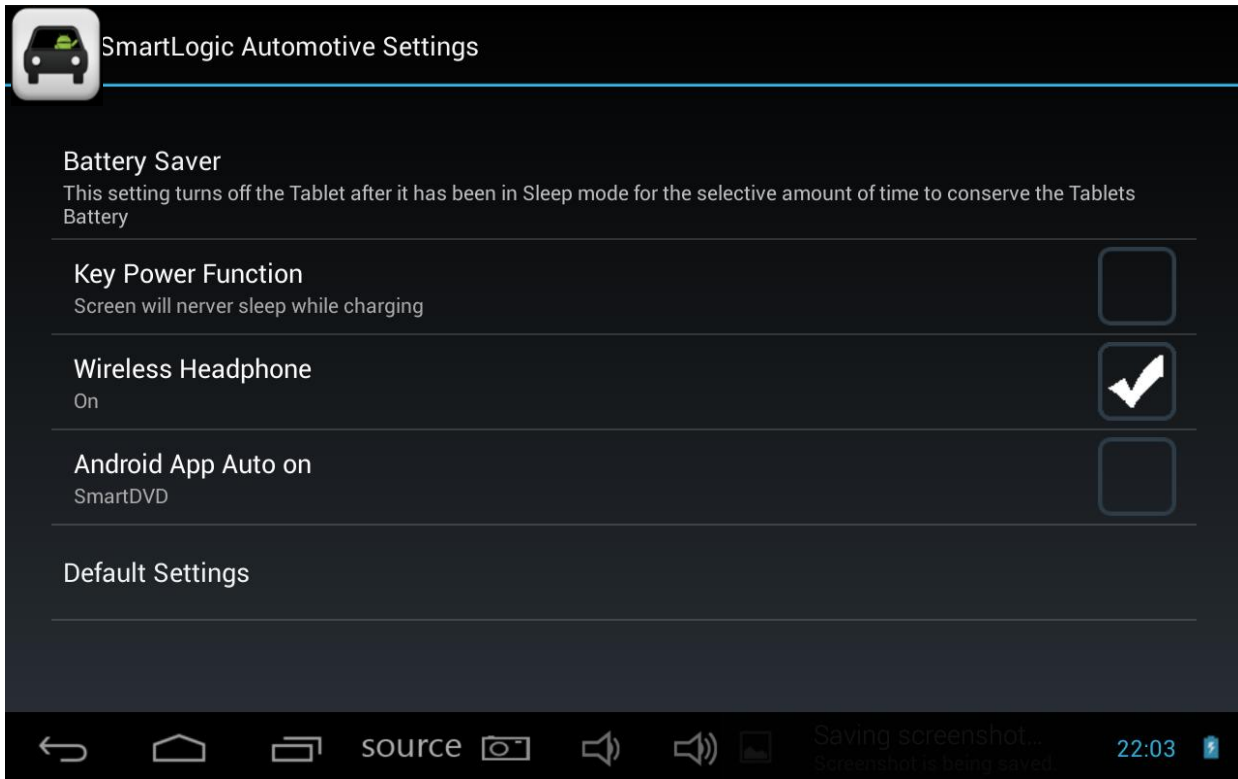 SmartLogic Automotive Settings
Battery Saver
This setting turns off the Tablet after it has been in Sleep mode for the selective amount of time to conserve the Tablets
Battery
Key Power Function
Screen will nerver sleep while charging
Wireless Headphone
On
Android App Auto on
SmartDVD
Default Settings
source
Saving screenshot...
Screenshot is being saved
22:03